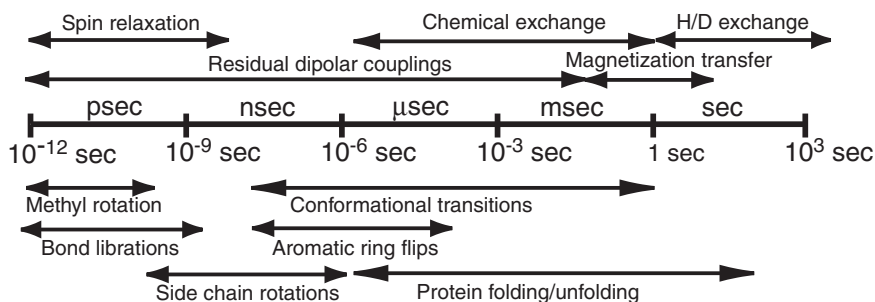 Spin relaxation
Chemical exchange
H/D exchange
Residual dipolar couplings
Magnetization transfer
psec nsec μsec msec sec
10⁻¹² sec 10⁻⁹ sec 10⁻⁶ sec 10⁻³ sec 1 sec 10³ sec
Methyl rotation
Conformational transitions
Bond librations
Aromatic ring flips
Side chain rotations
Protein folding/unfolding